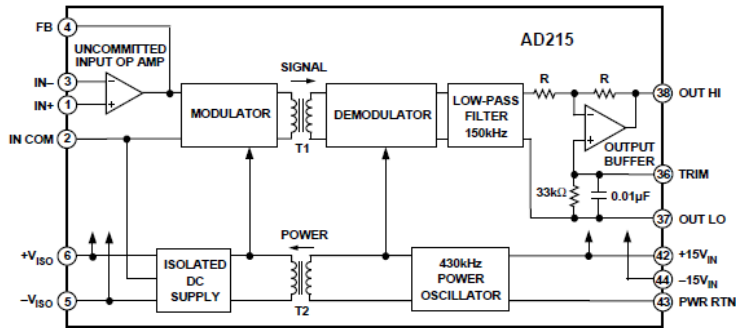 FB
4
AD215
UNCOMMITTED
INPUT OP AMP
SIGNAL
IN–
3
IN+
1
IN COM
2
–
+
MODULATOR
T1
DEMODULATOR
LOW-PASS
FILTER
150kHz
R
R
–
+
OUTPUT
BUFFER
38
OUT HI
36
TRIM
33kΩ
0.01µF
37
OUT LO
POWER
+VISO
6
–VISO
5
ISOLATED
DC
SUPPLY
T2
430kHz
POWER
OSCILLATOR
42
+15VIN
44
–15VIN
43
PWR RTN